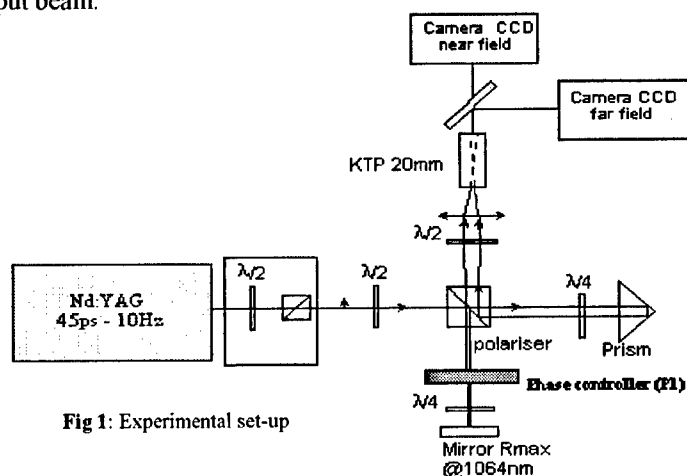 put beam.
Camera CCD
near field
Camera CCD
far field
KTP 20mm
λ/2
λ/2
λ/2
λ/4
Nd:YAG
45ps - 10Hz
polariser
Prism
Phase controller (P1)
λ/4
Fig 1: Experimental set-up
Mirror Rmax
@1064nm